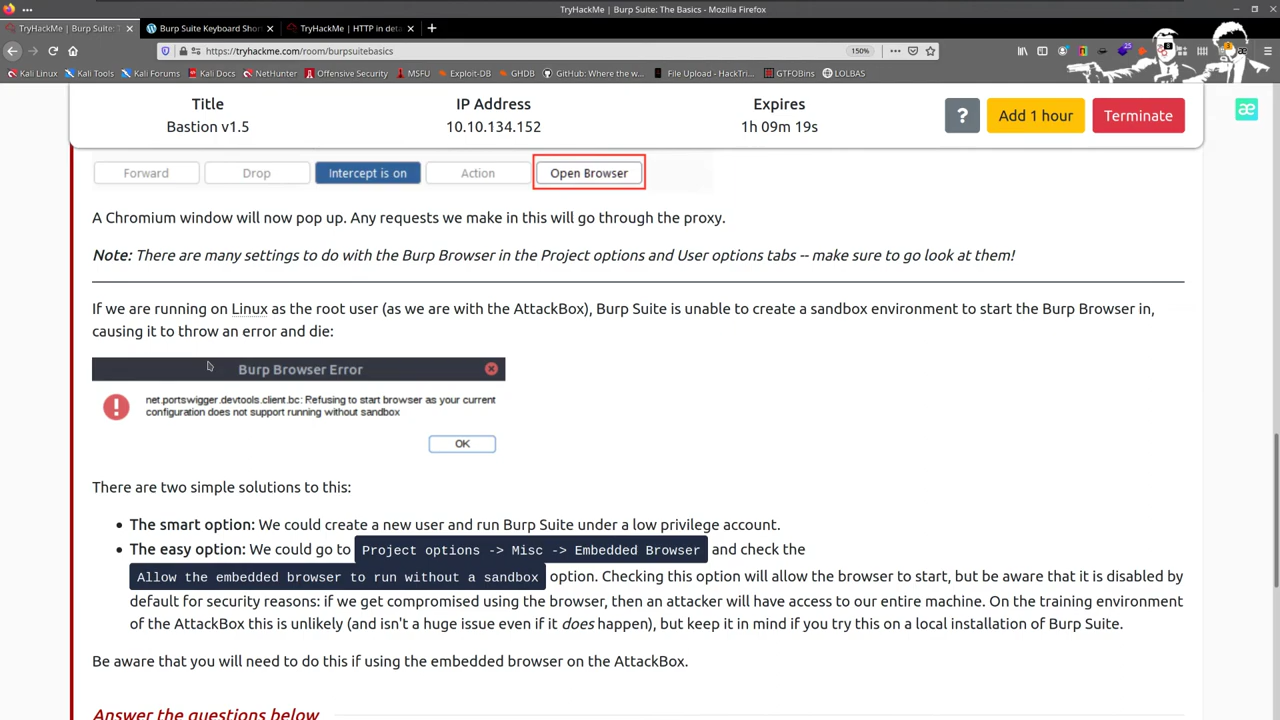 TryHackMe | Burp Suite: The Basics - Mozilla Firefox
TryHackMe | Burp Suite: T
Burp Suite Keyboard Shor
TryHackMe | HTTP in deta
https://tryhackme.com/room/burpsuitebasics
150%
Kali Linux Kali Tools Kali Forums Kali Docs NetHunter Offensive Security MSFU Exploit-DB GHDB GitHub: Where the w... File Upload - HackTri... GTFOBins LOLBAS
Title IP Address Expires
Bastion v1.5 10.10.134.152 1h 09m 19s
? Add 1 hour Terminate
Forward Drop Intercept is on Action Open Browser
A Chromium window will now pop up. Any requests we make in this will go through the proxy.
Note: There are many settings to do with the Burp Browser in the Project options and User options tabs -- make sure to go look at them!
If we are running on Linux as the root user (as we are with the AttackBox), Burp Suite is unable to create a sandbox environment to start the Burp Browser in,
causing it to throw an error and die:
Burp Browser Error
net.portswigger.devtools.client.bc: Refusing to start browser as your current
configuration does not support running without sandbox
OK
There are two simple solutions to this:
• The smart option: We could create a new user and run Burp Suite under a low privilege account.
• The easy option: We could go to Project options -> Misc -> Embedded Browser and check the
Allow the embedded browser to run without a sandbox option. Checking this option will allow the browser to start, but be aware that it is disabled by
default for security reasons: if we get compromised using the browser, then an attacker will have access to our entire machine. On the training environment
of the AttackBox this is unlikely (and isn't a huge issue even if it does happen), but keep it in mind if you try this on a local installation of Burp Suite.
Be aware that you will need to do this if using the embedded browser on the AttackBox.
Answer the questions below